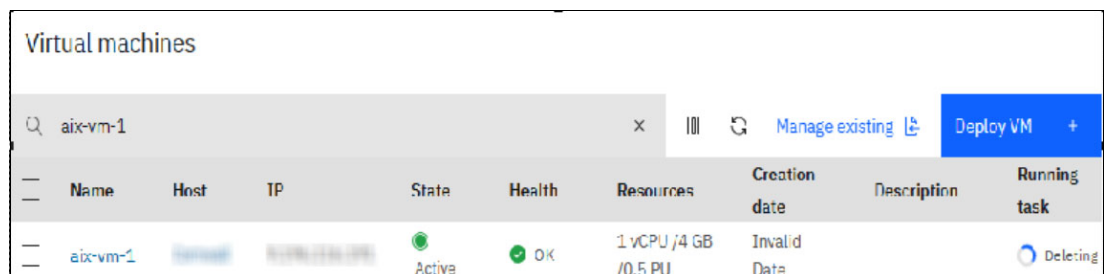 Virtual machines
aix-vm-1 Manage existing Deploy VM +
Name Host IP State Health Resources Creation date Description Running task
aix-vm-1 Active OK 1 vCPU /4 GB /0.5 PU Invalid Date Deleting